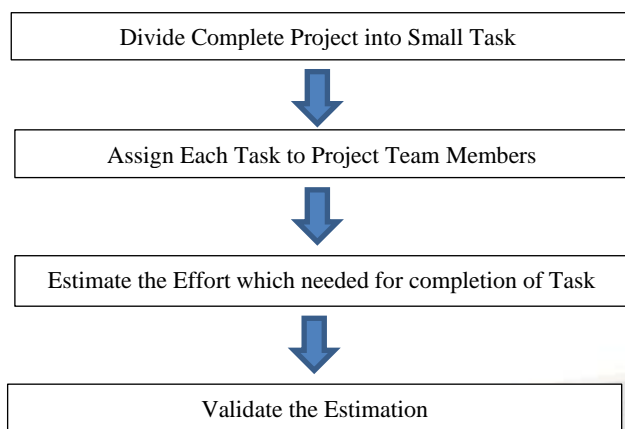 Divide Complete Project into Small Task
Assign Each Task to Project Team Members
Estimate the Effort which needed for completion of Task
Validate the Estimation